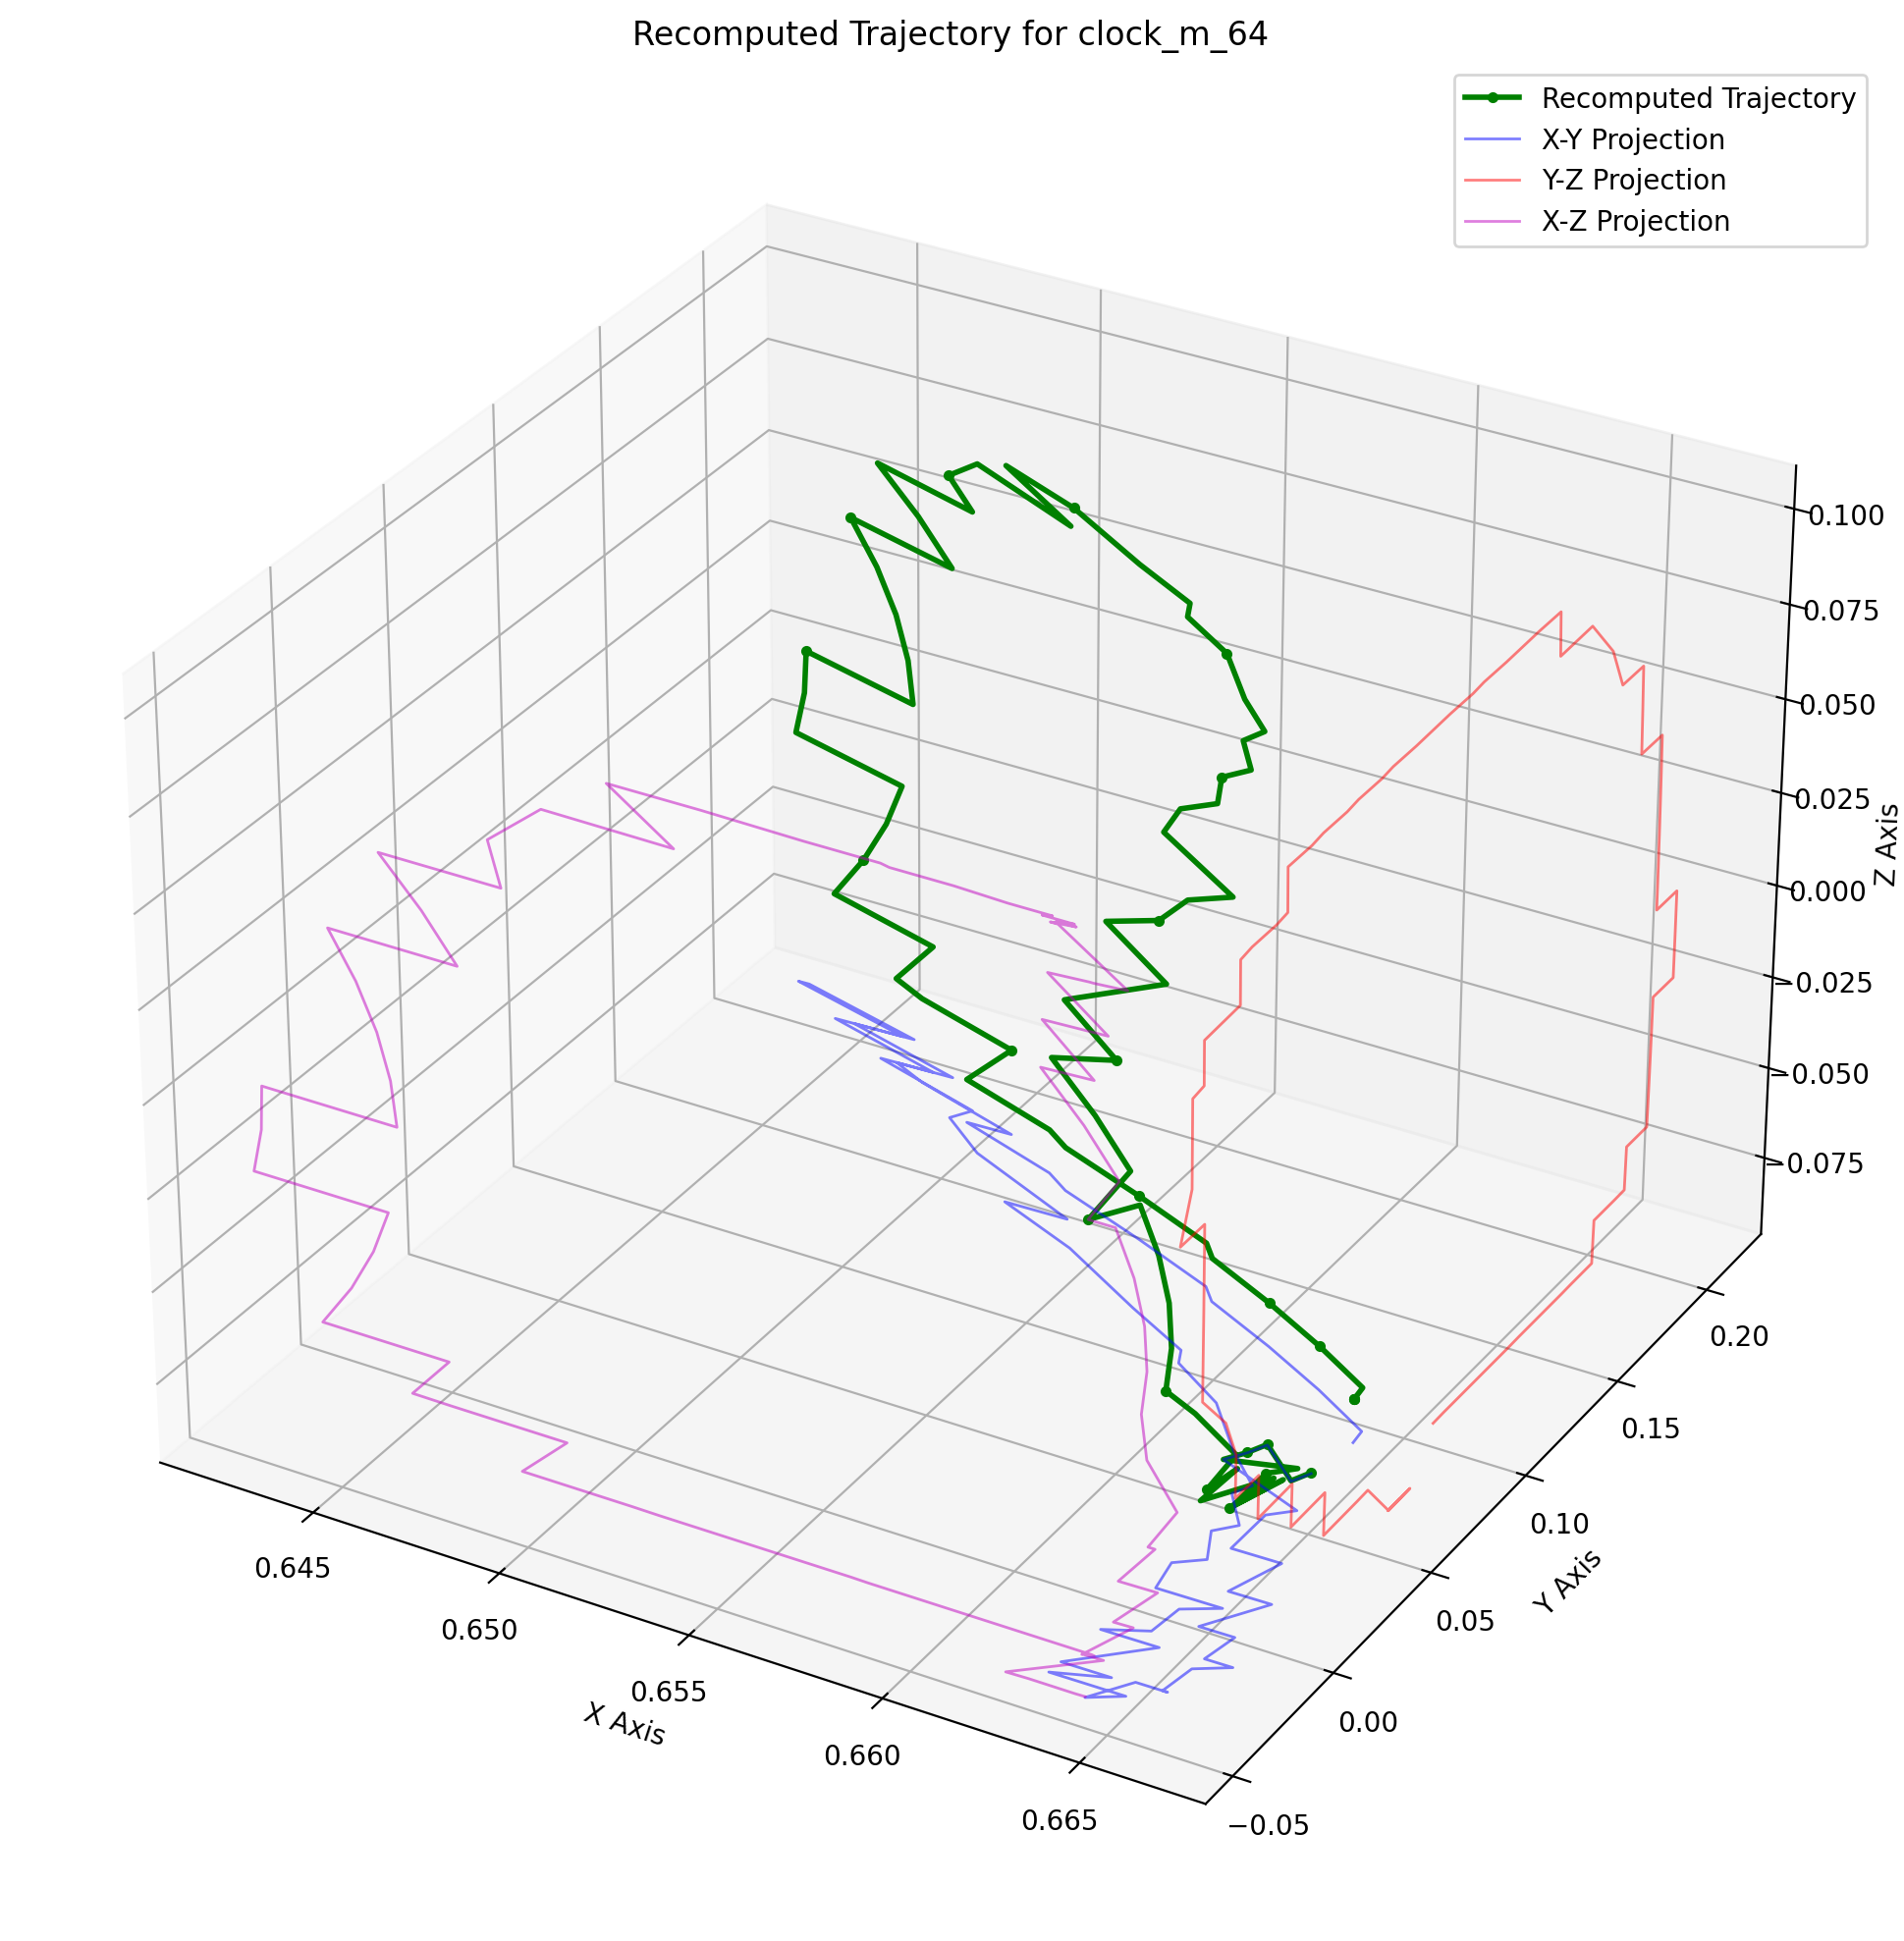 Recomputed Trajectory for clock_m_64
Recomputed Trajectory
X-Y Projection
Y-Z Projection
X-Z Projection
0.100
0.075
0.050
0.025
0.000
−0.025
−0.050
−0.075
Z Axis
0.20
0.15
0.10
0.05
0.00
−0.05
Y Axis
0.645
0.650
0.655
0.660
0.665
X Axis